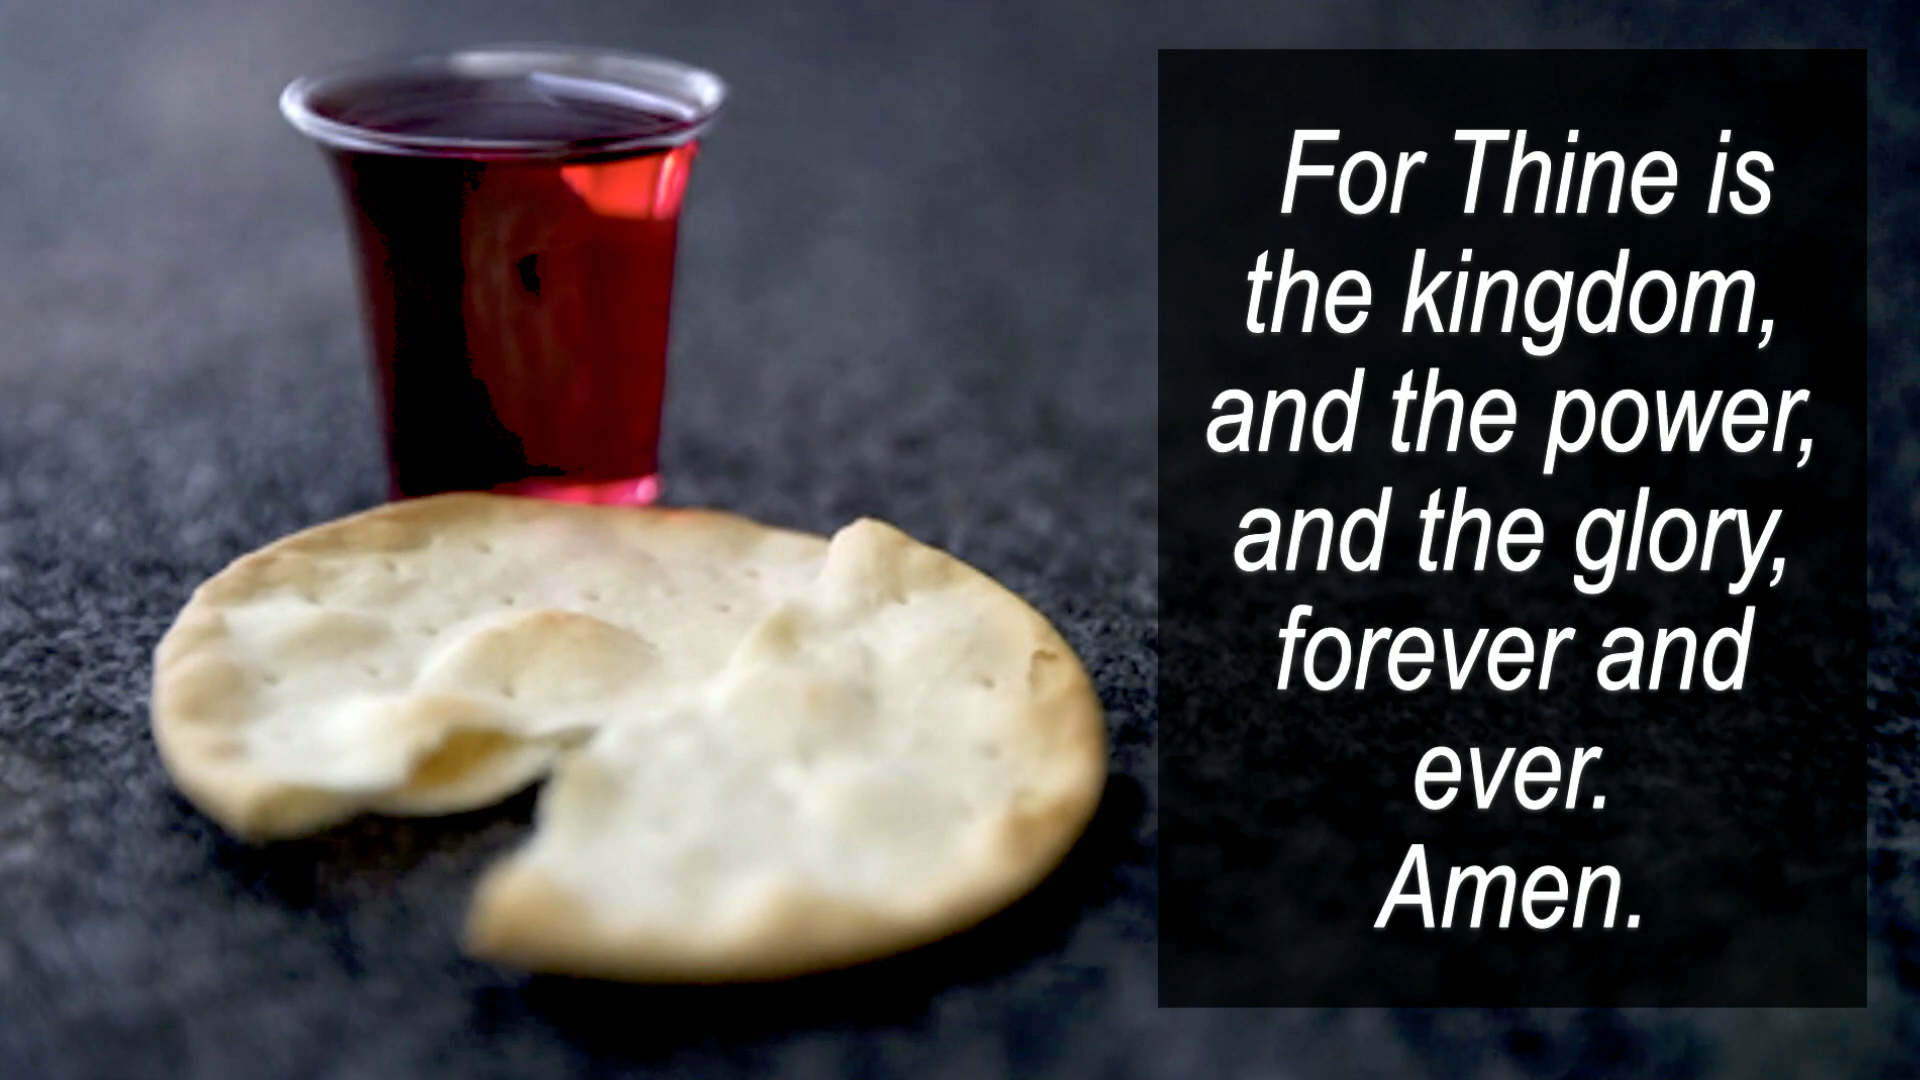 For Thine is
the kingdom,
and the power,
and the glory,
forever and
ever.
Amen.